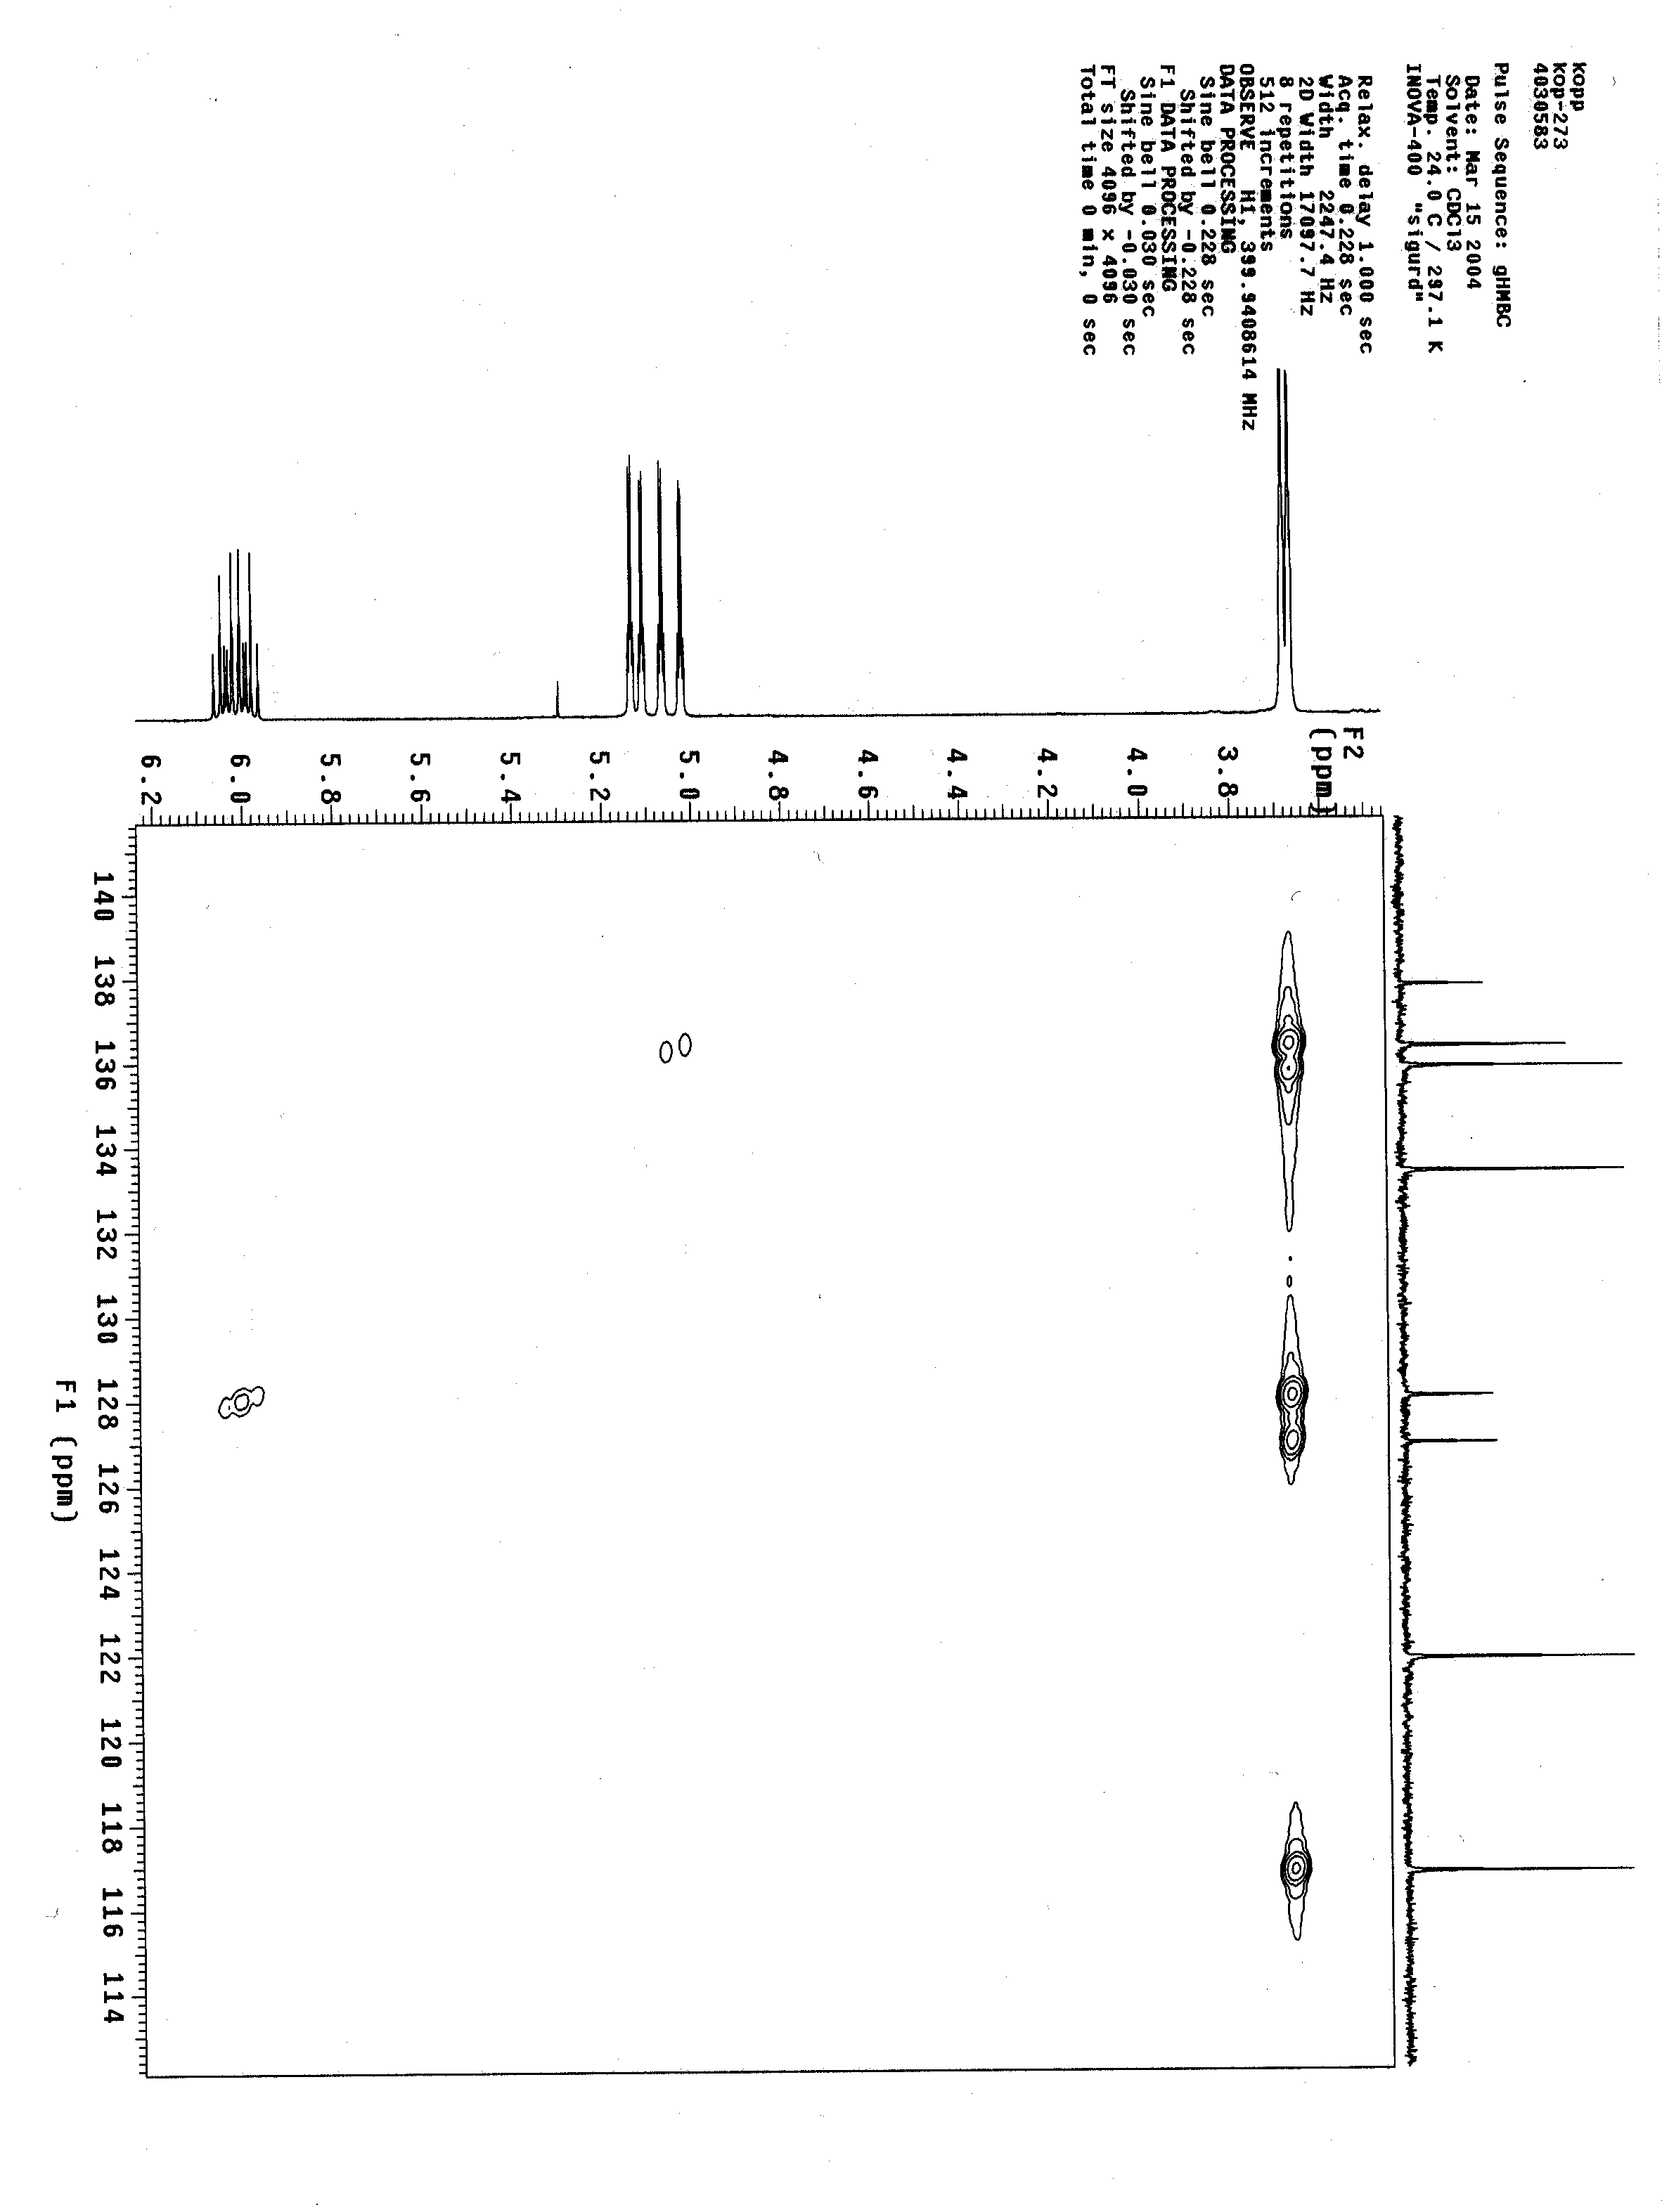 kopp
kop-273
4030583
Pulse Sequence: gHMBC
Date: Mar 15 2004
Solvent: CDCl3
Temp. 24.0 C / 297.1 K
INOVA-400 "sigurd"
Relax. delay 1.000 sec
Acq. time 0.228 sec
Width 2247.4 Hz
2D Width 17097.7 Hz
8 repetitions
512 increments
OBSERVE H1, 399.9408614 MHz
DATA PROCESSING
Sine bell 0.228 sec
Shifted by -0.228 sec
F1 DATA PROCESSING
Sine bell 0.030 sec
Shifted by -0.030 sec
FT size 4096 x 4096
Total time 0 min, 0 sec
F2
(ppm)
3.8
4.0
4.2
4.4
4.6
4.8
5.0
5.2
5.4
5.6
5.8
6.0
6.2
140 138 136 134 132 130 128 126 124 122 120 118 116 114
F1 (ppm)